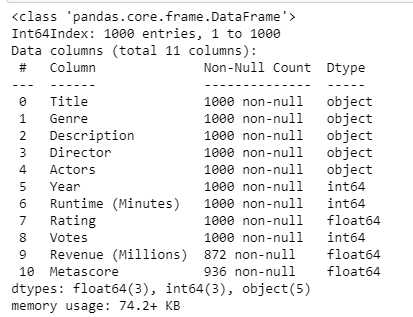 <class 'pandas.core.frame.DataFrame'>
Int64Index: 1000 entries, 1 to 1000
Data columns (total 11 columns):
 #   Column              Non-Null Count  Dtype
---  ------              --------------  -----
 0   Title               1000 non-null   object
 1   Genre               1000 non-null   object
 2   Description         1000 non-null   object
 3   Director            1000 non-null   object
 4   Actors              1000 non-null   object
 5   Year                1000 non-null   int64
 6   Runtime (Minutes)   1000 non-null   int64
 7   Rating              1000 non-null   float64
 8   Votes               1000 non-null   int64
 9   Revenue (Millions)  872 non-null    float64
 10  Metascore           936 non-null    float64
dtypes: float64(3), int64(3), object(5)
memory usage: 74.2+ KB